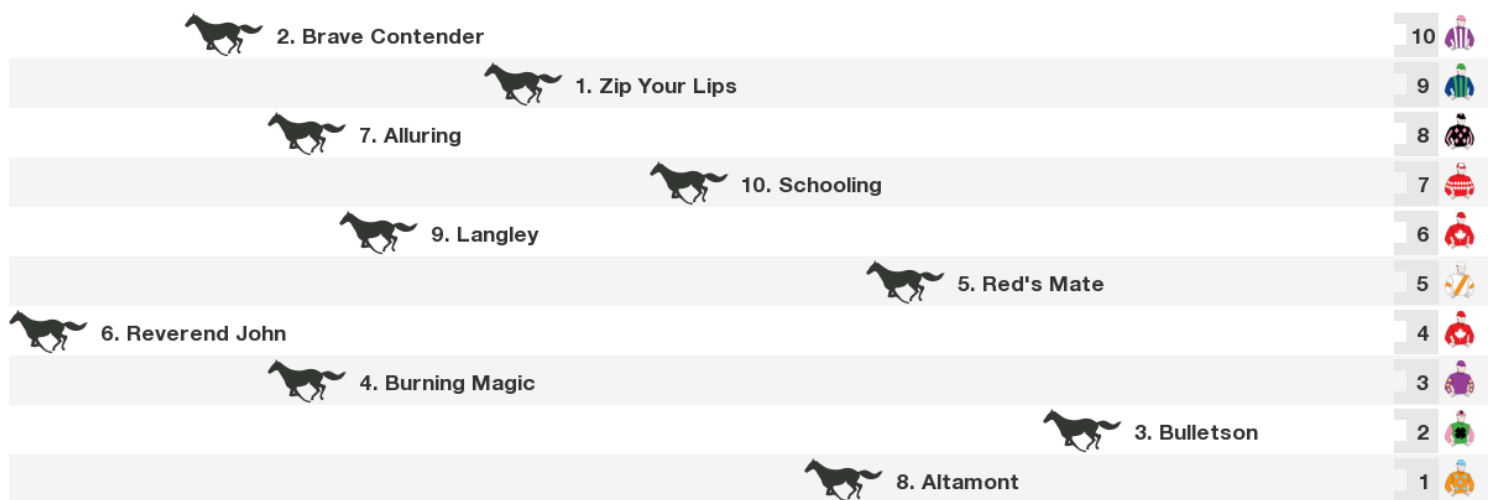 2. Brave Contender 10
1. Zip Your Lips 9
7. Alluring 8
10. Schooling 7
9. Langley 6
5. Red's Mate 5
6. Reverend John 4
4. Burning Magic 3
3. Bulletson 2
8. Altamont 1